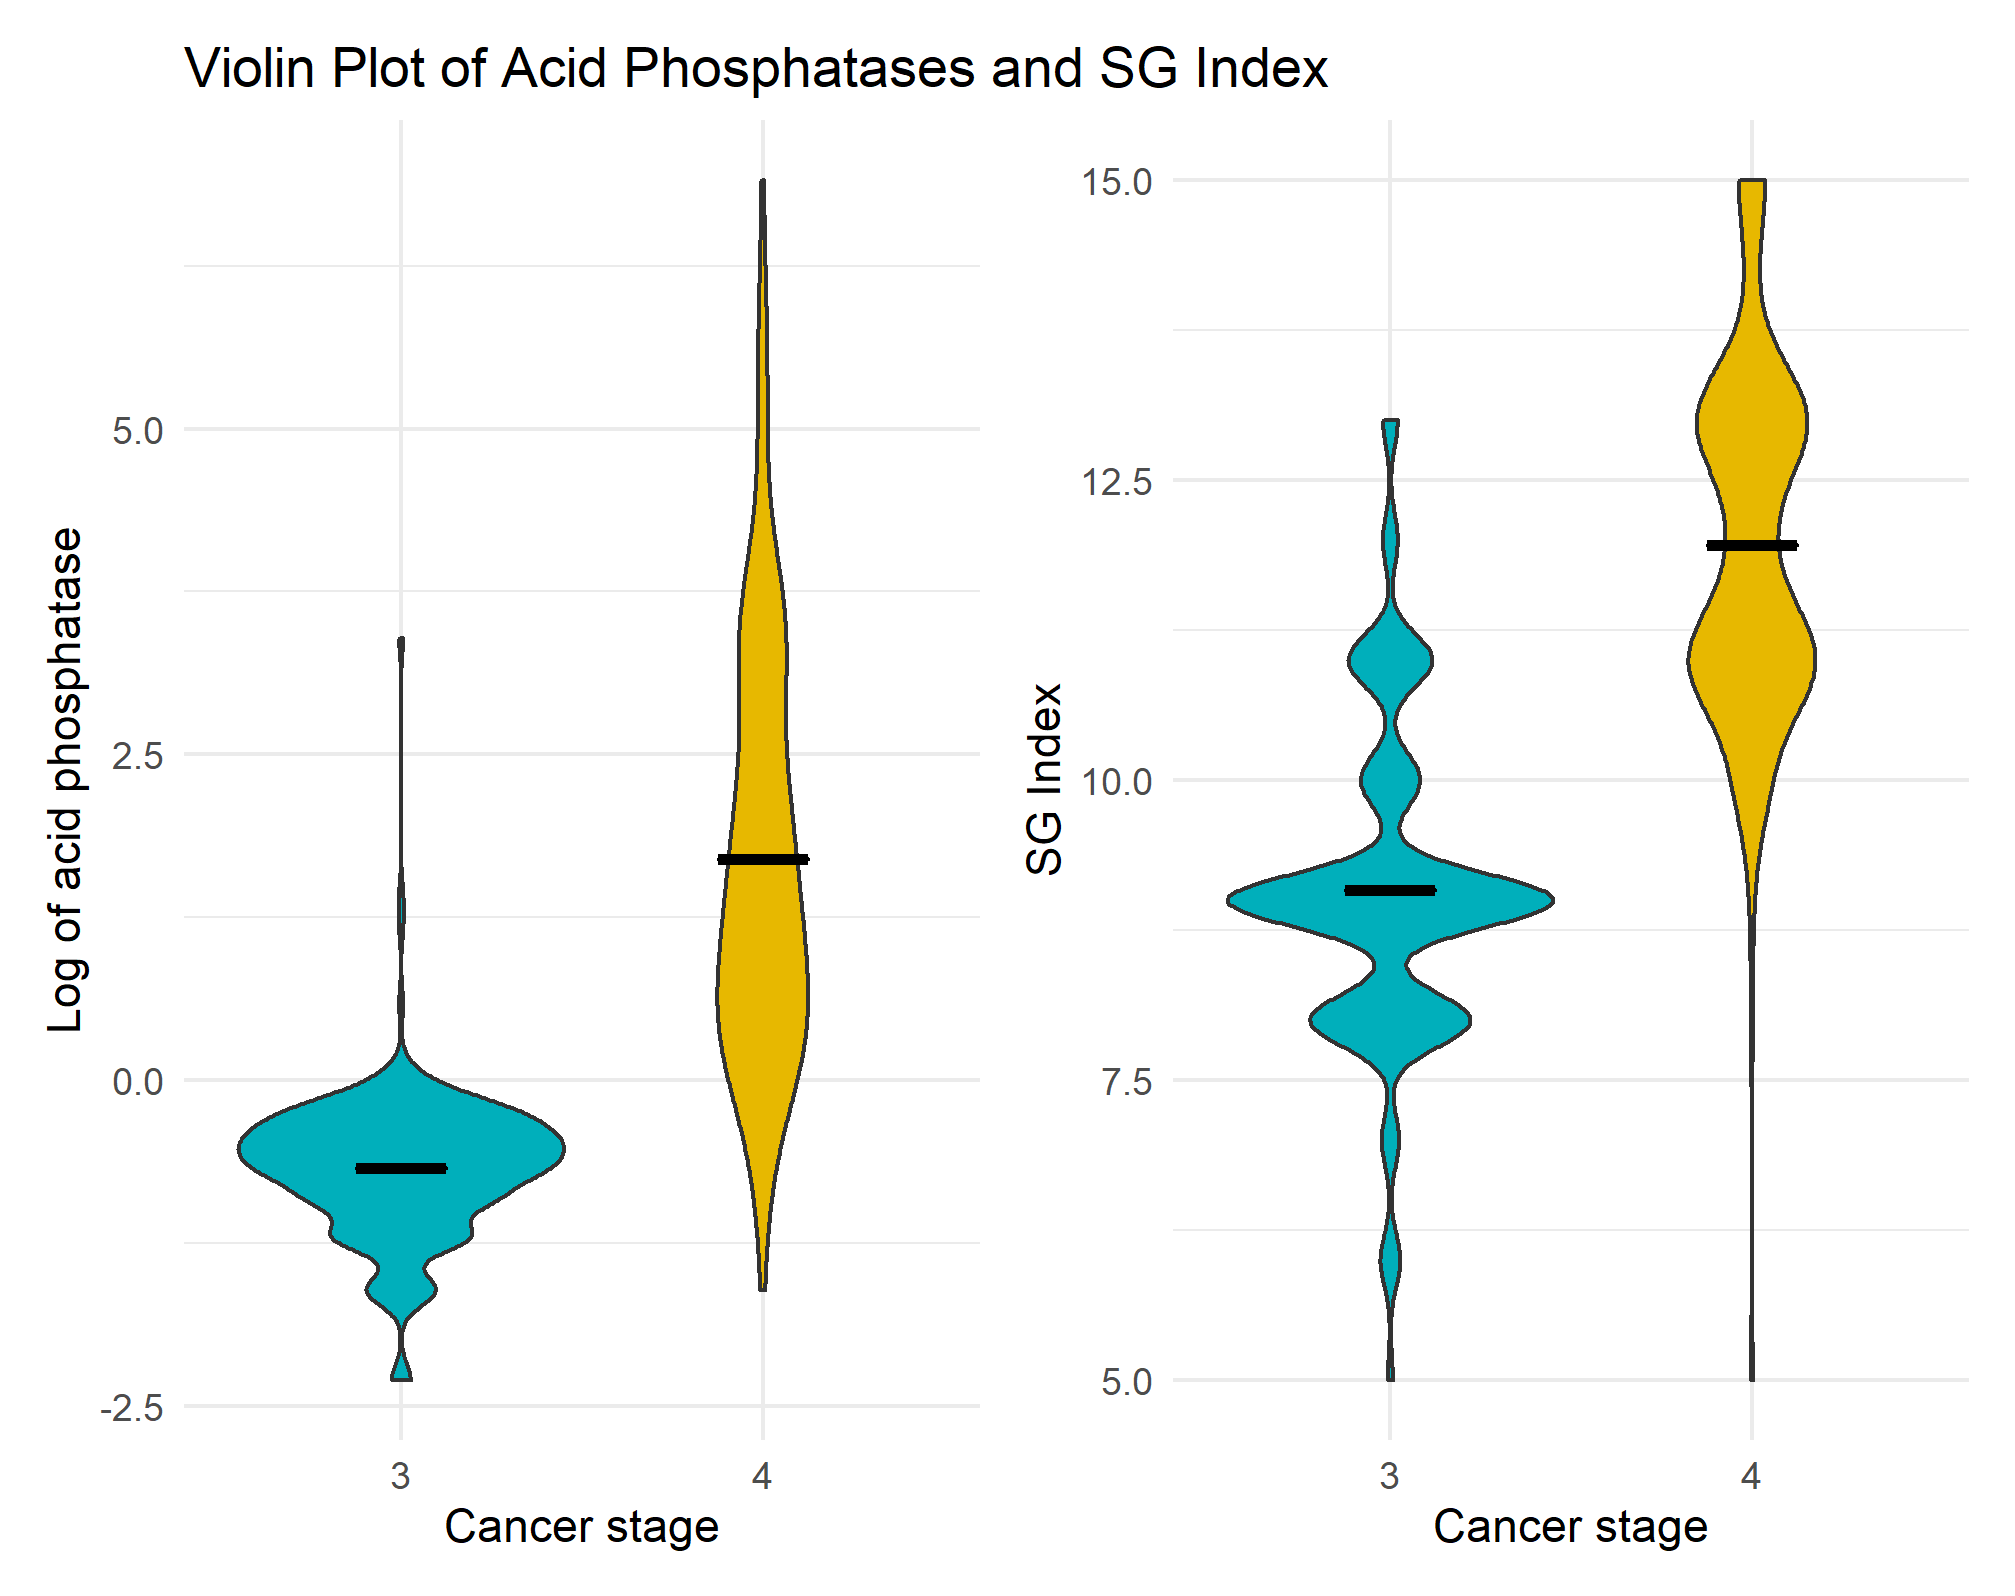 Violin Plot of Acid Phosphatases and SG Index
Log of acid phosphatase
5.0
2.5
0.0
-2.5
3
4
Cancer stage
SG Index
15.0
12.5
10.0
7.5
5.0
3
4
Cancer stage